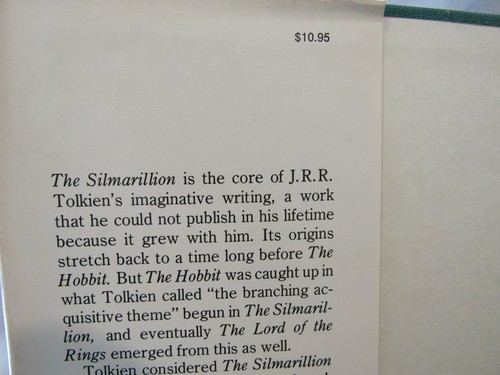 $10.95
The Silmarillion is the core of J.R.R.
Tolkien's imaginative writing, a work
that he could not publish in his lifetime
because it grew with him. Its origins
stretch back to a time long before The
Hobbit. But The Hobbit was caught up in
what Tolkien called "the branching ac-
quisitive theme" begun in The Silmaril-
lion, and eventually The Lord of the
Rings emerged from this as well.
Tolkien considered The Silmarillion